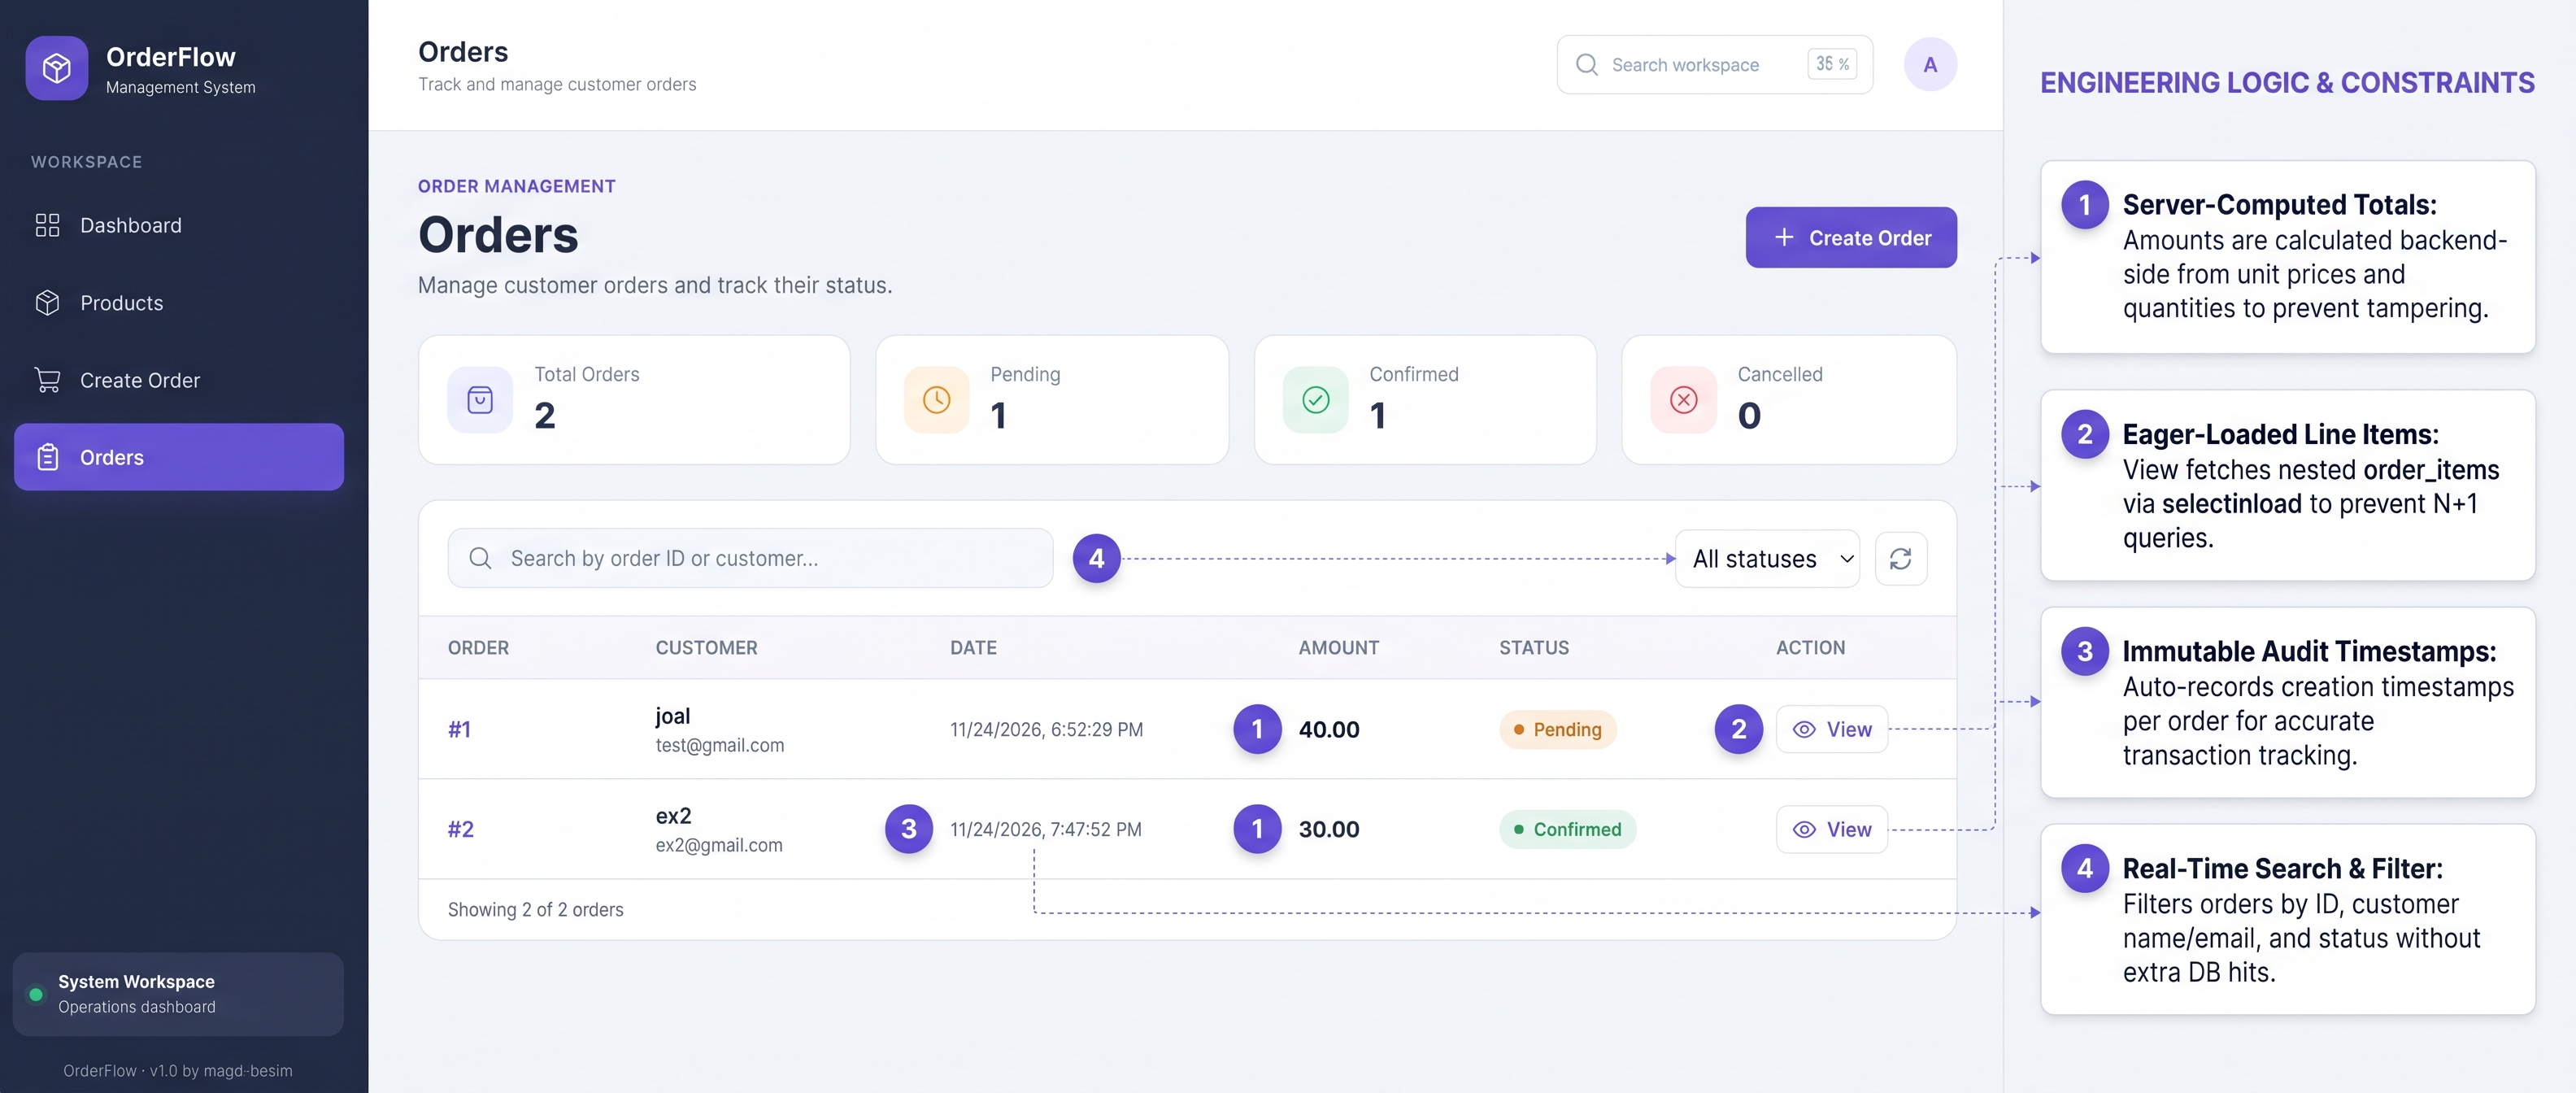 OrderFlow
Management System
WORKSPACE
Dashboard
Products
Create Order
Orders
System Workspace
Operations dashboard
OrderFlow · v1.0 by magd-besim
Orders
Track and manage customer orders
Search workspace
36 %
A
ORDER MANAGEMENT
Orders
Manage customer orders and track their status.
+ Create Order
Total Orders
2
Pending
1
Confirmed
1
Cancelled
0
Search by order ID or customer...
4
All statuses
ORDER CUSTOMER DATE AMOUNT STATUS ACTION
#1 joal 11/24/2026, 6:52:29 PM 1 40.00 Pending 2 View
test@gmail.com
#2 ex2 3 11/24/2026, 7:47:52 PM 1 30.00 Confirmed View
ex2@gmail.com
Showing 2 of 2 orders
ENGINEERING LOGIC & CONSTRAINTS
1 Server-Computed Totals:
Amounts are calculated backend-
side from unit prices and
quantities to prevent tampering.
2 Eager-Loaded Line Items:
View fetches nested order_items
via selectinload to prevent N+1
queries.
3 Immutable Audit Timestamps:
Auto-records creation timestamps
per order for accurate
transaction tracking.
4 Real-Time Search & Filter:
Filters orders by ID, customer
name/email, and status without
extra DB hits.